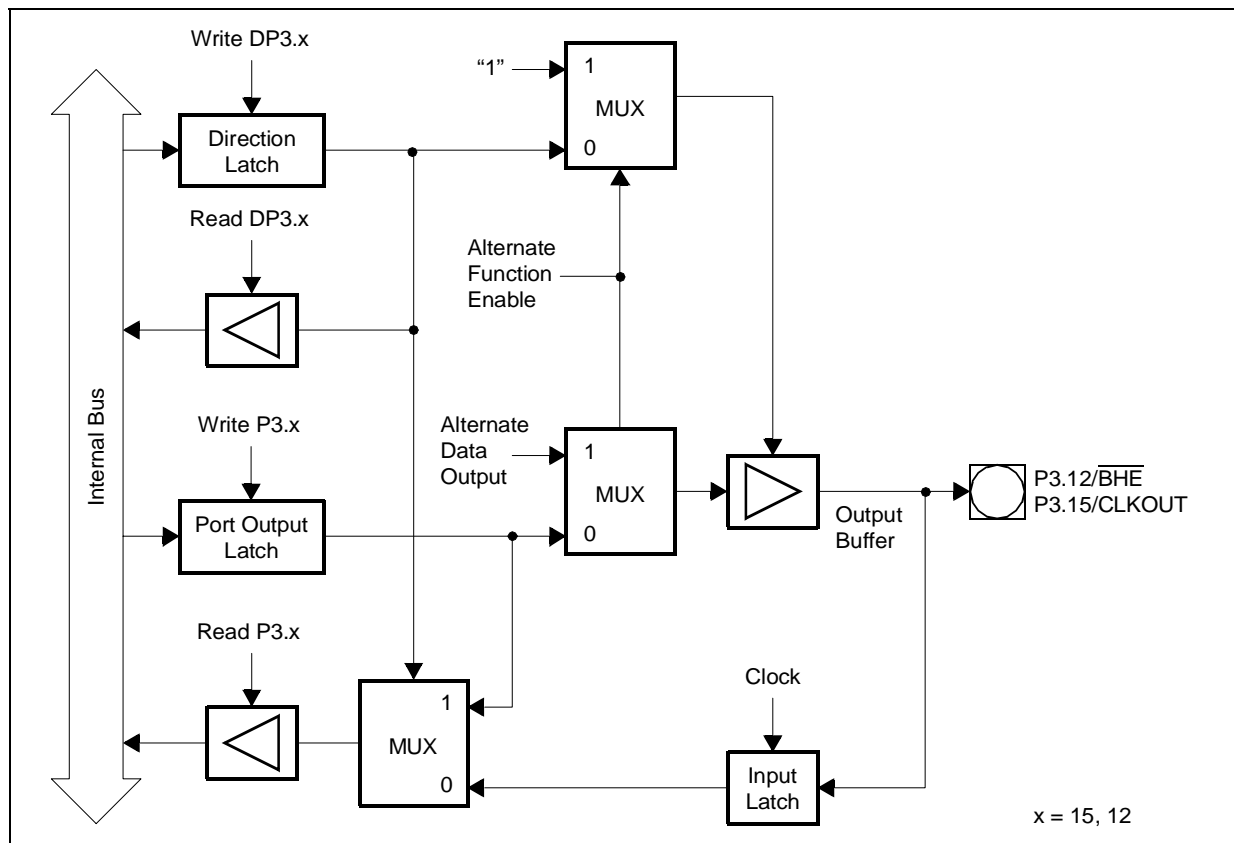 Write DP3.x
“1”
1
MUX
0
Direction
Latch
Read DP3.x
Alternate
Function
Enable
Internal Bus
Write P3.x
Alternate
Data
Output
1
MUX
0
Port Output
Latch
Output
Buffer
P3.12/B̅H̅E̅
P3.15/CLKOUT
Read P3.x
1
MUX
0
Clock
Input
Latch
x = 15, 12